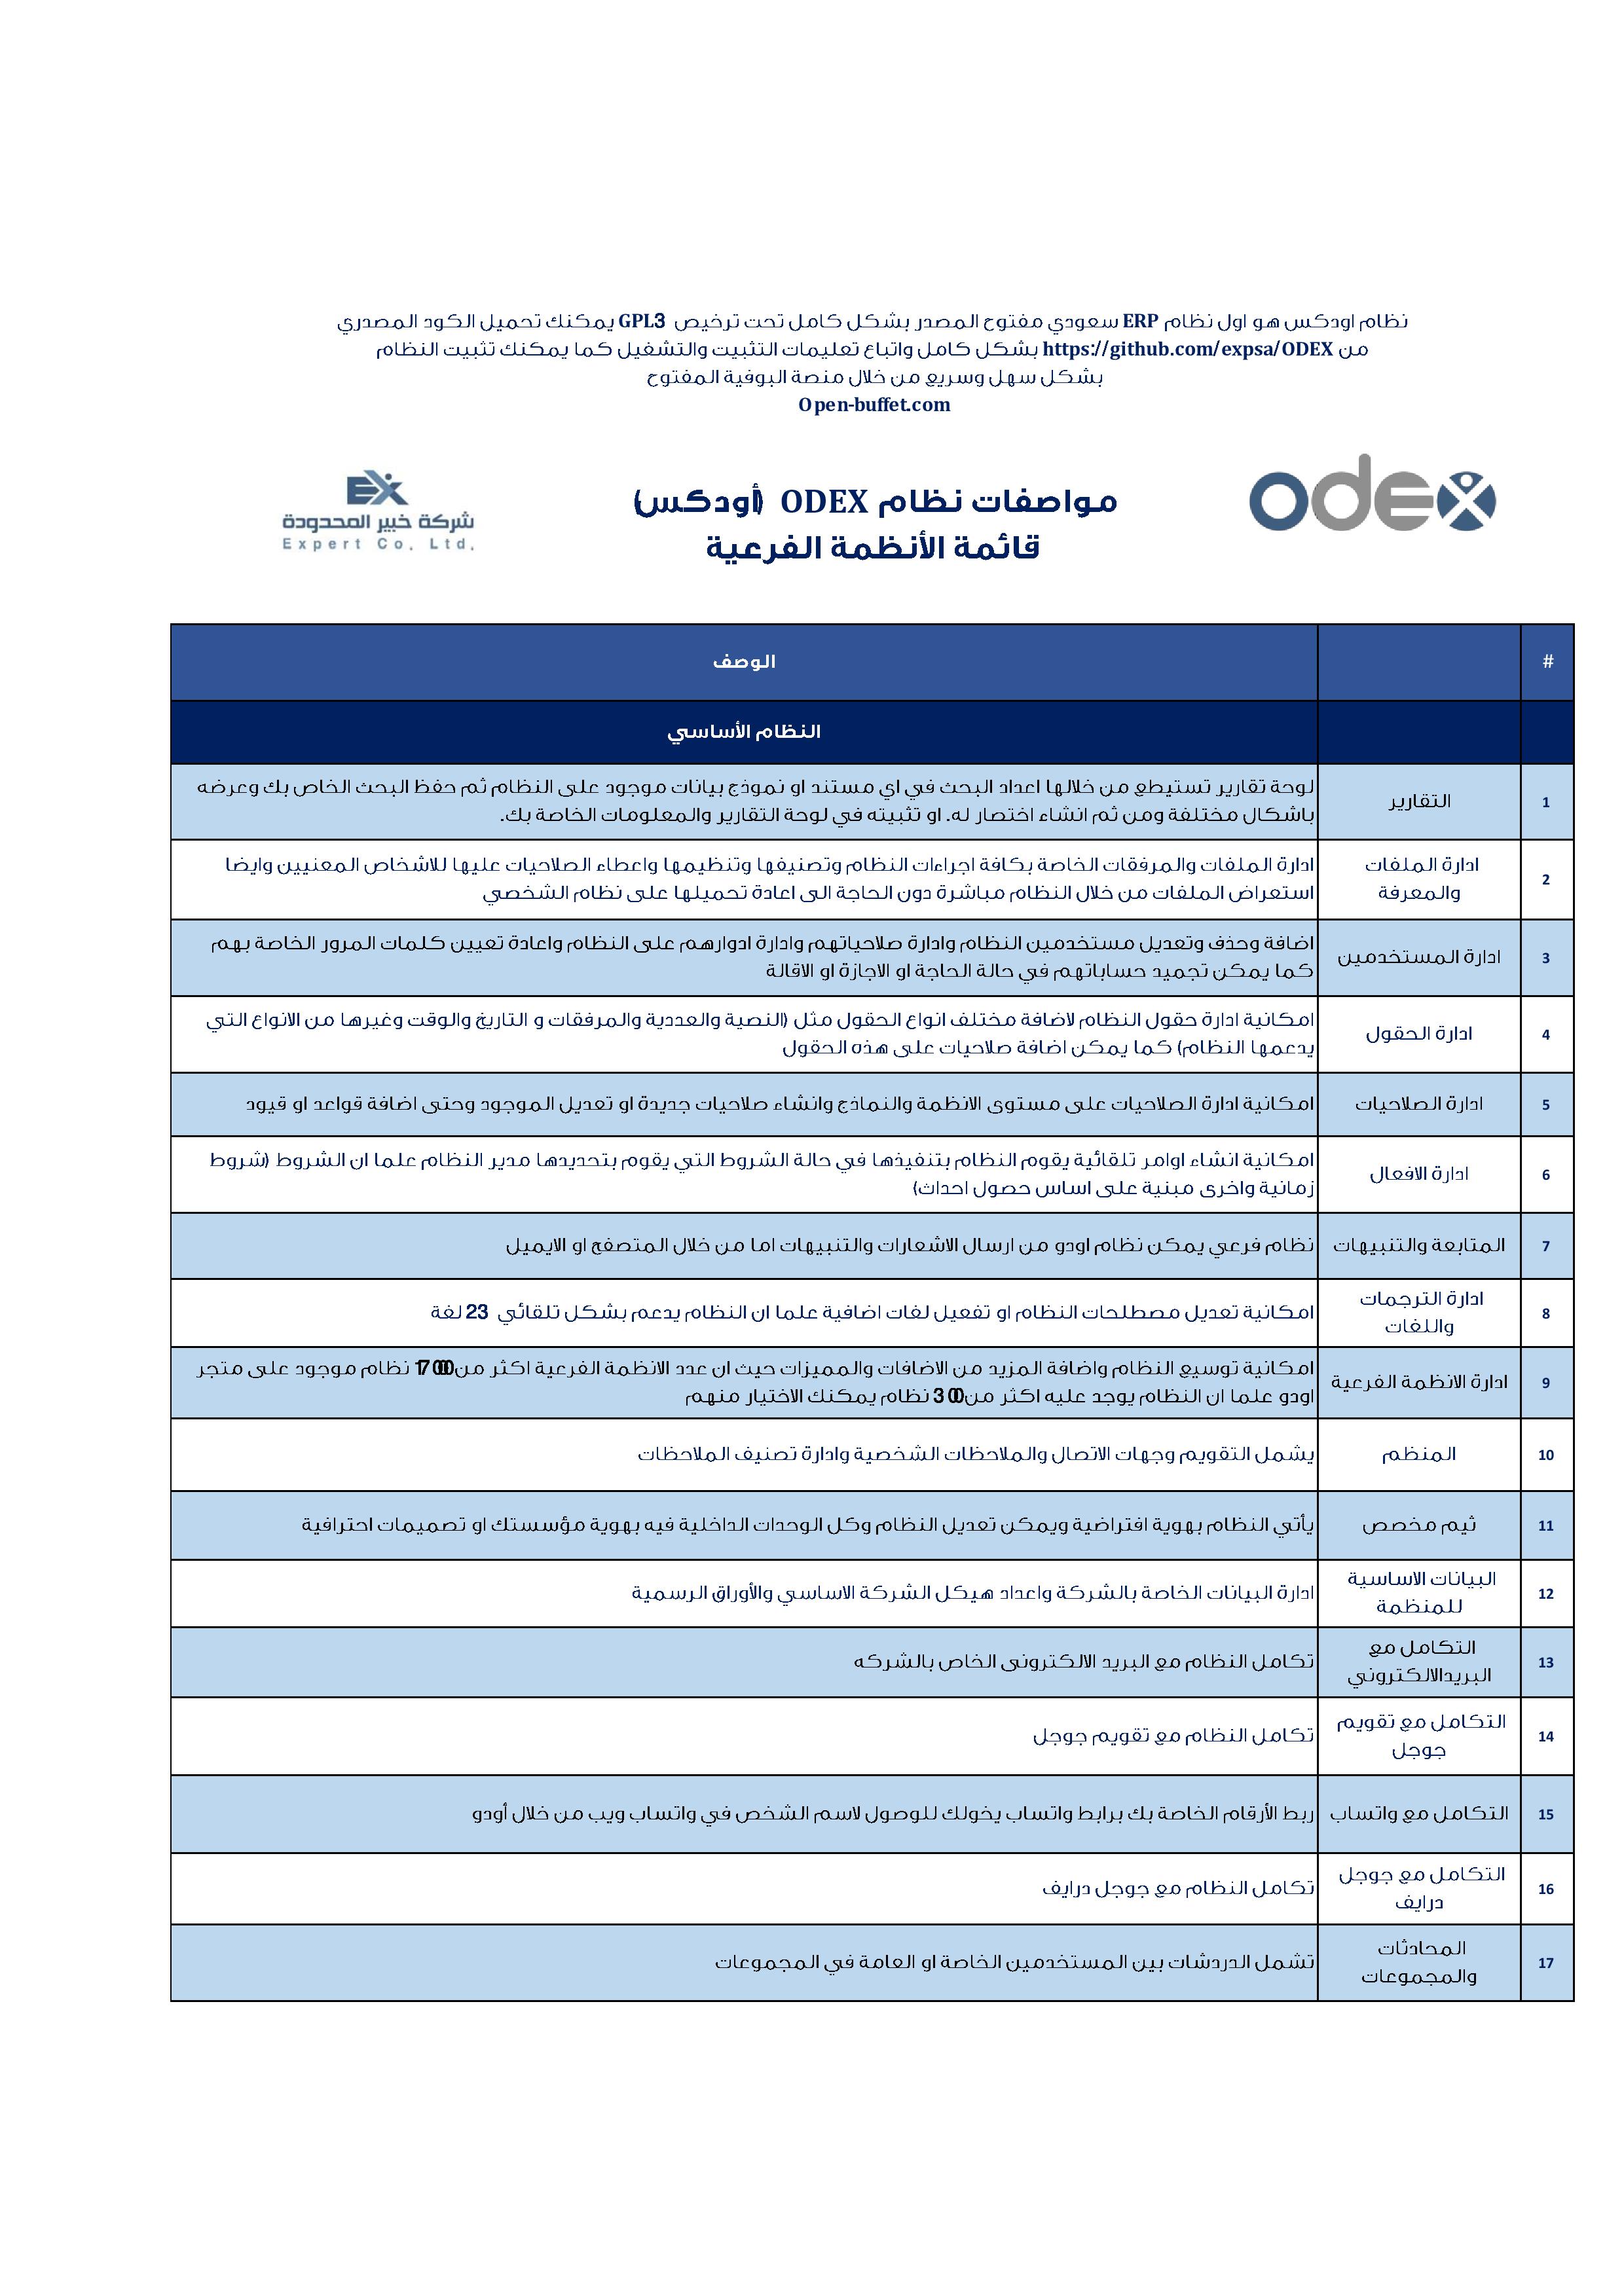 نظام اودكس هو اول نظام ERP سعودي مفتوح المصدر بشكل كامل تحت ترخيص GPL3 يمكنك تحميل الكود المصدري
من https://github.com/expsa/ODEX بشكل كامل واتباع تعليمات التثبيت والتشغيل كما يمكنك تثبيت النظام
بشكل سهل وسريع من خلال منصة البوفية المفتوح
Open-buffet.com
odex
مواصفات نظام ODEX (أودكس)
قائمة الأنظمة الفرعية
EX
شركة خبير المحدودة
Expert Co, Ltd,
# الوصف
النظام الأساسي
1 التقارير
لوحة تقارير تستيطع من خلالها اعداد البحث في اي مستند او نموذج بيانات موجود على النظام ثم حفظ البحث الخاص بك وعرضه
باشكال مختلفة ومن ثم انشاء اختصار له. او تثبيته في لوحة التقارير والمعلومات الخاصة بك.
2 ادارة الملفات
والمعرفة
ادارة الملفات والمرفقات الخاصة بكافة اجراءات النظام وتصنيفها وتنظيمها واعطاء الصلاحيات عليها للاشخاص المعنيين وايضا
استعراض الملفات من خلال النظام مباشرة دون الحاجة الى اعادة تحميلها على نظام الشخصي
3 ادارة المستخدمين
اضافة وحذف وتعديل مستخدمين النظام وادارة صلاحياتهم وادارة ادوارهم على النظام واعادة تعيين كلمات المرور الخاصة بهم
كما يمكن تجميد حساباتهم في حالة الحاجة او الاجازة او الاقالة
4 ادارة الحقول
امكانية ادارة حقول النظام لاضافة مختلف انواع الحقول مثل (النصية والعددية والمرفقات و التاريخ والوقت وغيرها من الانواع التي
يدعمها النظام) كما يمكن اضافة صلاحيات على هذه الحقول
5 ادارة الصلاحيات
امكانية ادارة الصلاحيات على مستوى الانظمة والنماذج وانشاء صلاحيات جديدة او تعديل الموجود وحتى اضافة قواعد او قيود
6 ادارة الافعال
امكانية انشاء اوامر تلقائية يقوم النظام بتنفيذها في حالة الشروط التي يقوم بتحديدها مدير النظام علما ان الشروط (شروط
زمانية واخرى مبنية على اساس حصول احداث)
7 المتابعة والتنبيهات
نظام فرعي يمكن نظام اودو من ارسال الاشعارات والتنبيهات اما من خلال المتصفح او الايميل
8 ادارة الترجمات
واللغات
امكانية تعديل مصطلحات النظام او تفعيل لغات اضافية علما ان النظام يدعم بشكل تلقائي 23 لغة
9 ادارة الانظمة الفرعية
امكانية توسيع النظام واضافة المزيد من الاضافات والمميزات حيث ان عدد الانظمة الفرعية اكثر من 1700 نظام موجود على متجر
اودو علما ان النظام يوجد عليه اكثر من 300 نظام يمكنك الاختيار منهم
10 المنظم
يشمل التقويم وجهات الاتصال والملاحظات الشخصية وادارة تصنيف الملاحظات
11 ثيم مخصص
يأتي النظام بهوية افتراضية ويمكن تعديل النظام وكل الوحدات الداخلية فيه بهوية مؤسستك او تصميمات احترافية
12 البيانات الاساسية
للمنظمة
ادارة البيانات الخاصة بالشركة واعداد هيكل الشركة الاساسي والأوراق الرسمية
13 التكامل مع
البريدالالكتروني
تكامل النظام مع البريد الالكترونى الخاص بالشركه
14 التكامل مع تقويم
جوجل
تكامل النظام مع تقويم جوجل
15 التكامل مع واتساب
ربط الأرقام الخاصة بك برابط واتساب يخولك للوصول لاسم الشخص في واتساب ويب من خلال أودو
16 التكامل مع جوجل
درايف
تكامل النظام مع جوجل درايف
17 المحادثات
والمجموعات
تشمل الدردشات بين المستخدمين الخاصة او العامة في المجموعات